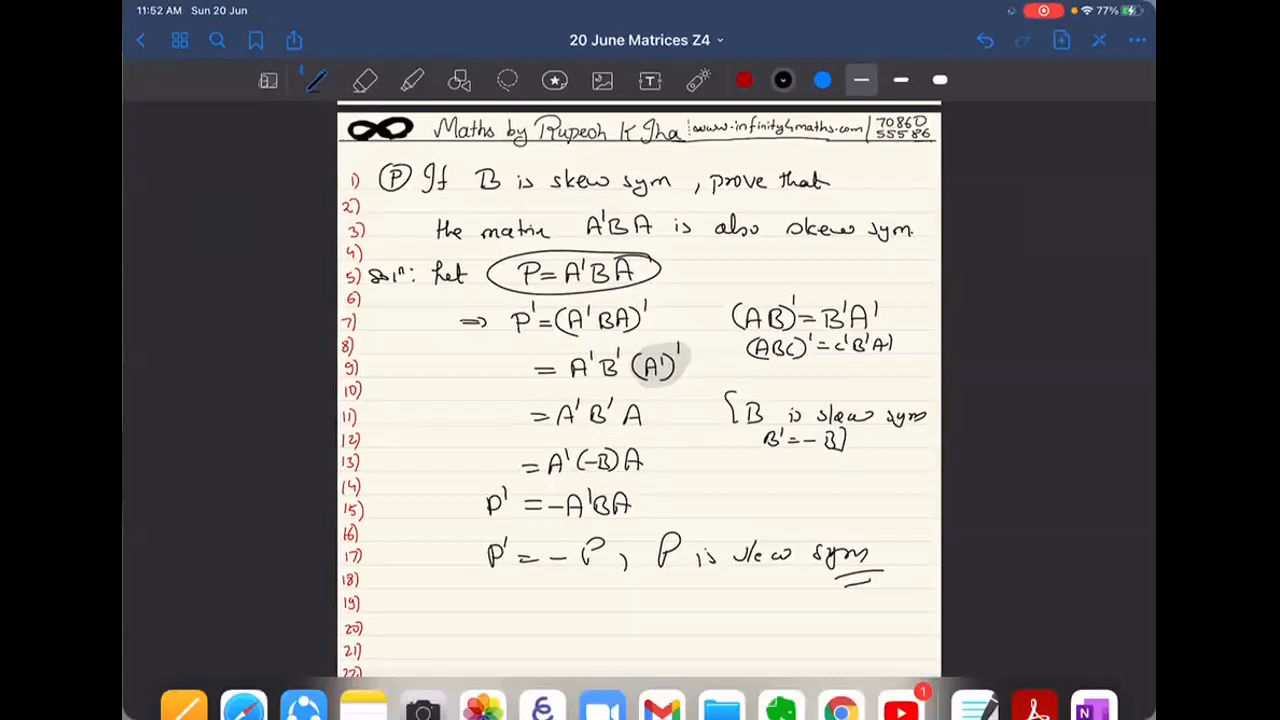 11:52 AM Sun 20 Jun
77%
20 June Matrices Z4
Maths by Rupesh K Jha www.infinity4maths.com/ 7086D 55586
1) (P) If B is skew sym, prove that
2)
3) the matrix A'BA is also skew sym.
4)
5) Soln: Let P = A'BA
6)
7) => P' = (A'BA)' (AB)' = B'A'
8) (ABC)' = C'B'A'
9) = A'B'(A')'
10)
11) = A'B'A [B is skew sym
12) B' = -B]
13) = A'(-B)A
14)
15) P' = -A'BA
16)
17) P' = -P, P is skew sym
18)
19)
20)
21)
22)
1